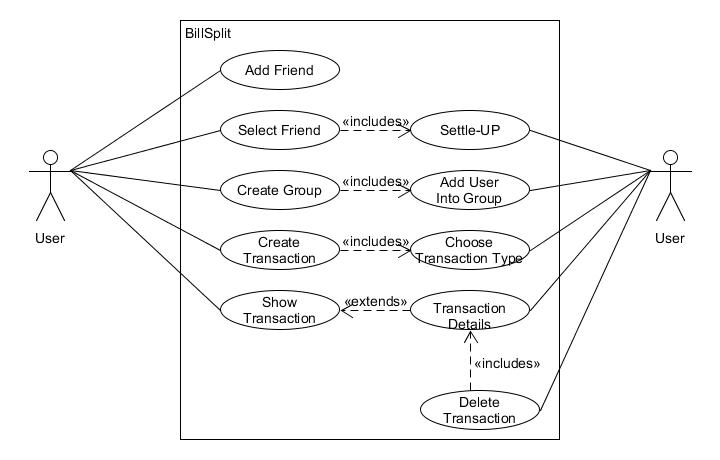 BillSplit
Add Friend
Select Friend
«includes»
Settle-UP
Create Group
«includes»
Add User
Into Group
User
User
Create
Transaction
«includes»
Choose
Transaction Type
Show
Transaction
«extends»
Transaction
Details
«includes»
Delete
Transaction